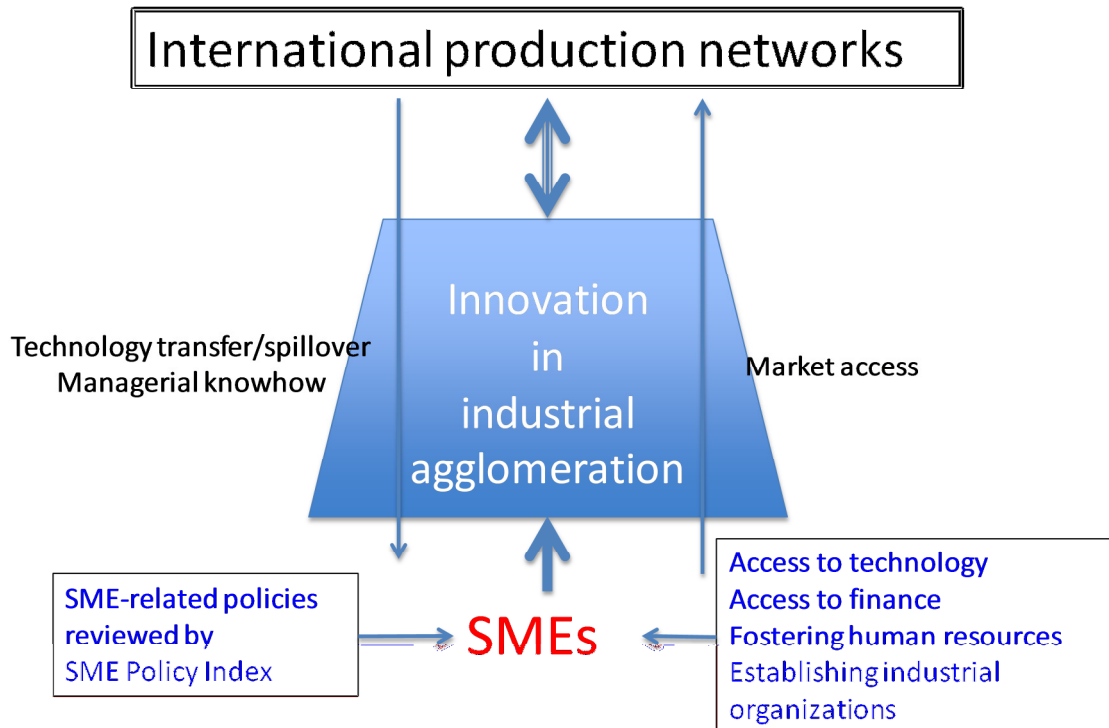 International production networks
Innovation
in
industrial
agglomeration
Technology transfer/spillover
Managerial knowhow
Market access
SME-related policies
reviewed by
SME Policy Index
SMEs
Access to technology
Access to finance
Fostering human resources
Establishing industrial
organizations